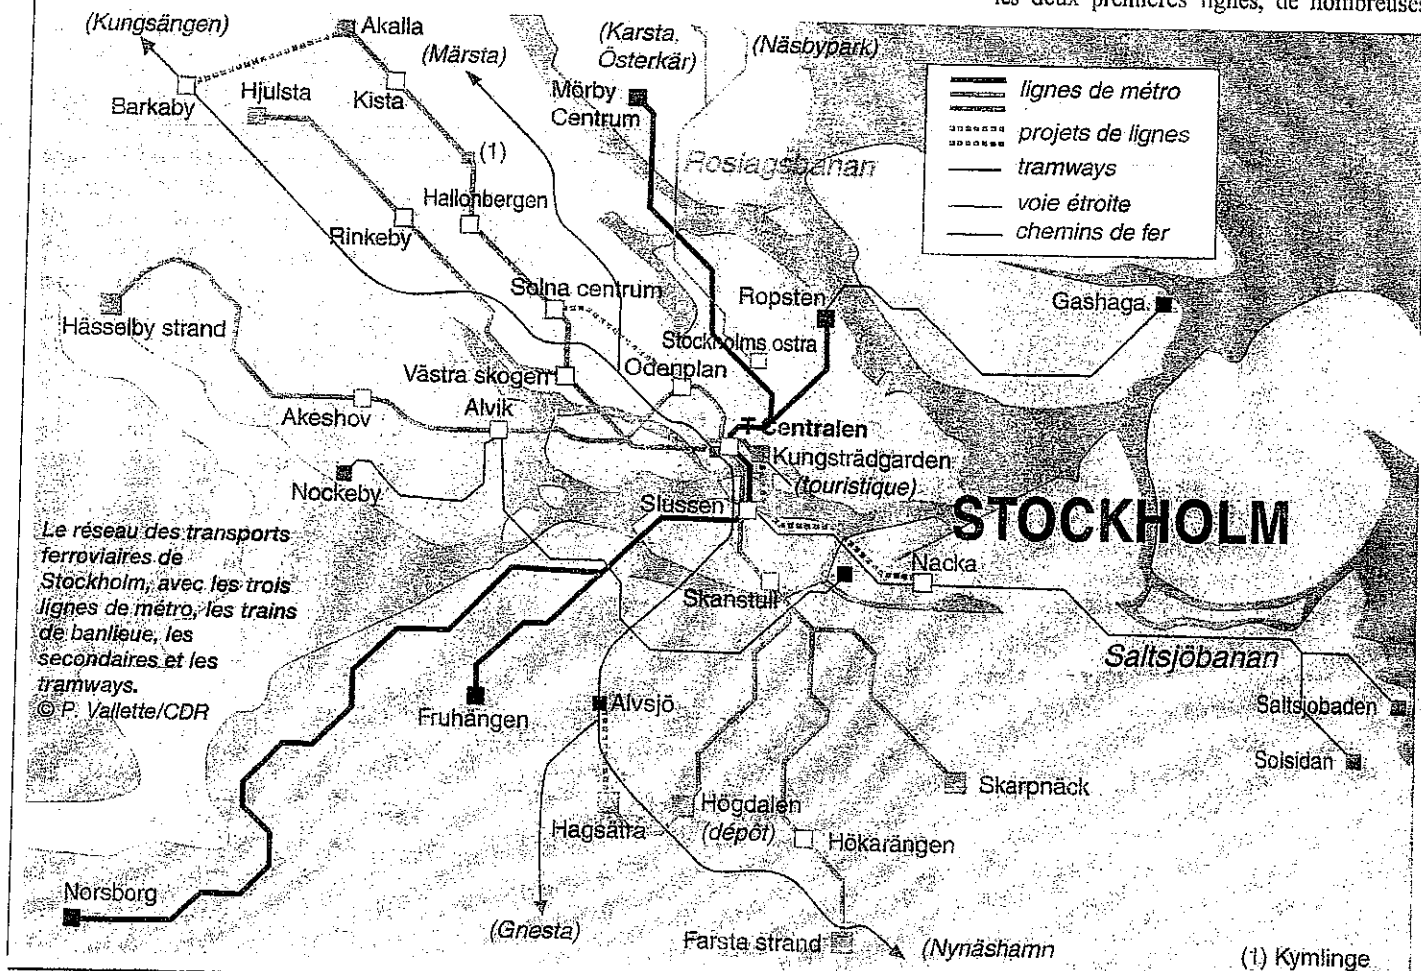 les deux premières lignes, de nombreuses
(Kungsängen)
Akalla
(Märsta)
(Karsta,
Österkär)
(Näsbypark)
Barkaby
Hjulsta
Kista
Mörby
Centrum
lignes de métro
projets de lignes
tramways
voie étroite
chemins de fer
(1)
Roslagsbanan
Hallonbergen
Rinkeby
Solna centrum
Ropsten
Gashaga
Hässelby strand
Stockholms ostra
Västra skogen
Odenplan
Akeshov
Alvik
Centralen
Kungsträdgarden
(touristique)
Nockeby
Slussen
STOCKHOLM
Le réseau des transports
ferroviaires de
Stockholm, avec les trois
lignes de métro, les trains
de banlieue, les
secondaires et les
tramways.
© P. Vallette/CDR
Nacka
Skanstull
Saltsjöbanan
Fruhängen
Alvsjö
Saltsjobaden
Solsidan
Skarpnäck
Hagsätra
Högdalen
(dépôt)
Hökarängen
Norsborg
(Gnesta)
Farsta strand
(Nynäshamn
(1) Kymlinge